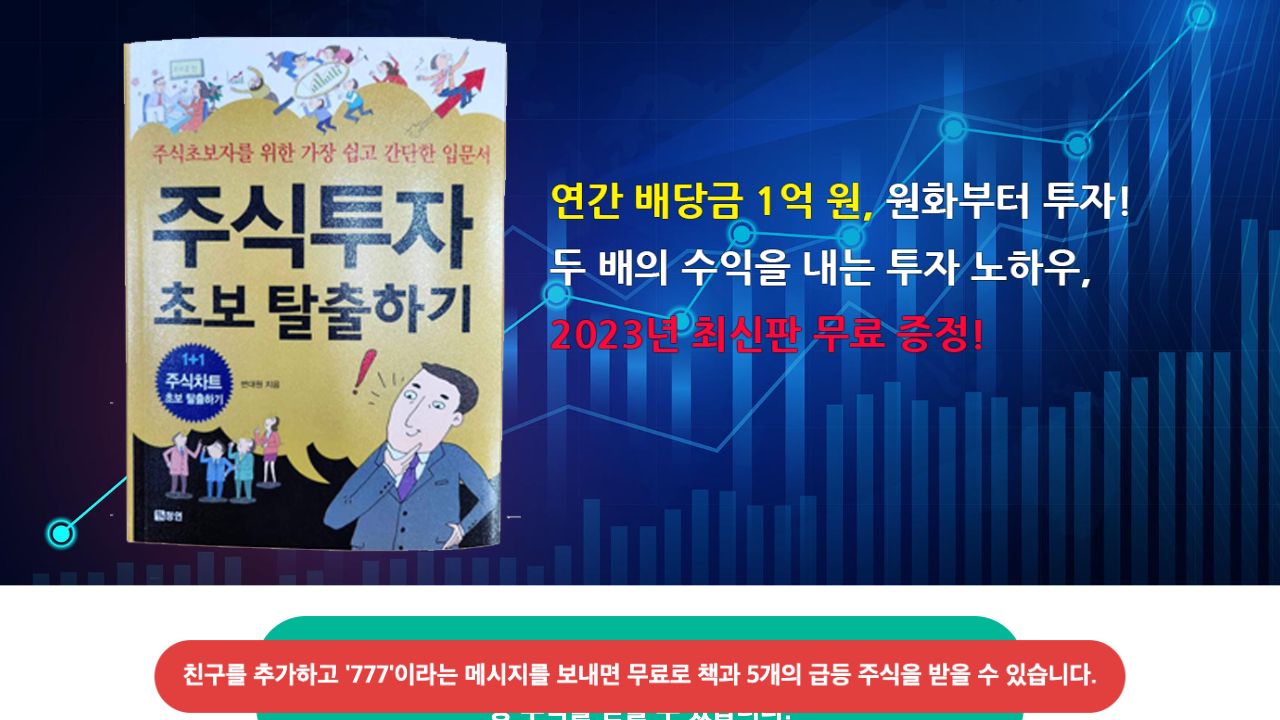 주식초보자를 위한 가장 쉽고 간단한 입문서
주식투자
초보 탈출하기
1+1
주식차트
초보 탈출하기
변대원 지음
창연
연간 배당금 1억 원, 원화부터 투자!
두 배의 수익을 내는 투자 노하우,
2023년 최신판 무료 증정!
친구를 추가하고 '777'이라는 메시지를 보내면 무료로 책과 5개의 급등 주식을 받을 수 있습니다.